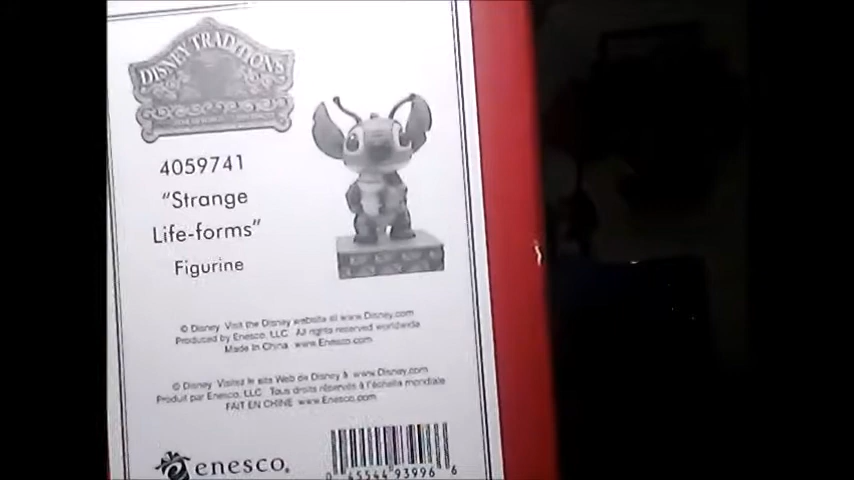 DISNEY TRADITIONS
4059741
"Strange
Life-forms"
Figurine
© Disney Visit the Disney website at www.Disney.com
Produced by Enesco, LLC. All rights reserved worldwide
Made in China www.Enesco.com
© Disney Visitez le site Web de Disney à www.Disney.com
Produit par Enesco, LLC. Tous droits réservés à l'échelle mondiale
FAIT EN CHINE www.Enesco.com
enesco.
0 45544 93996 6